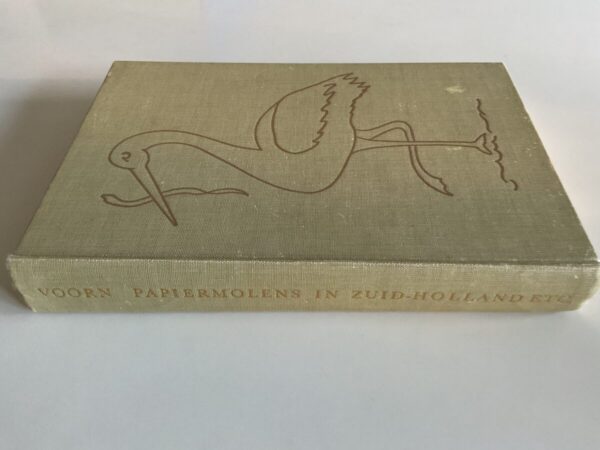 VOORN PAPIERMOLENS IN ZUID-HOLLAND ETC.